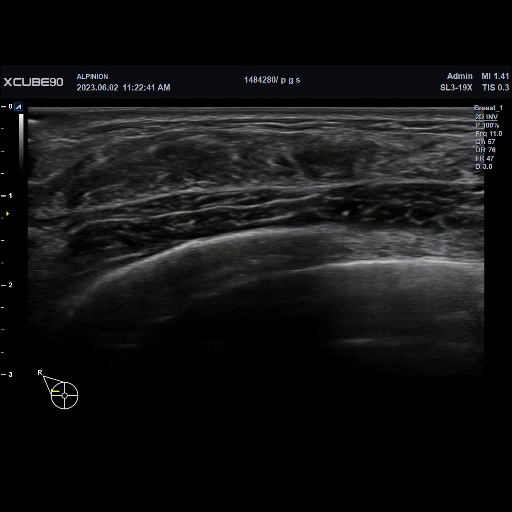 XCUBE90
ALPINION
2023.06.02 11:22:41 AM
1484280/ p g s
Admin MI 1.41
SL3-19X TIS 0.3
Breast_1
2D INV
P 100%
Frq 11.0
Gn 57
DR 76
FR 47
D 3.0
0
1
2
3
R